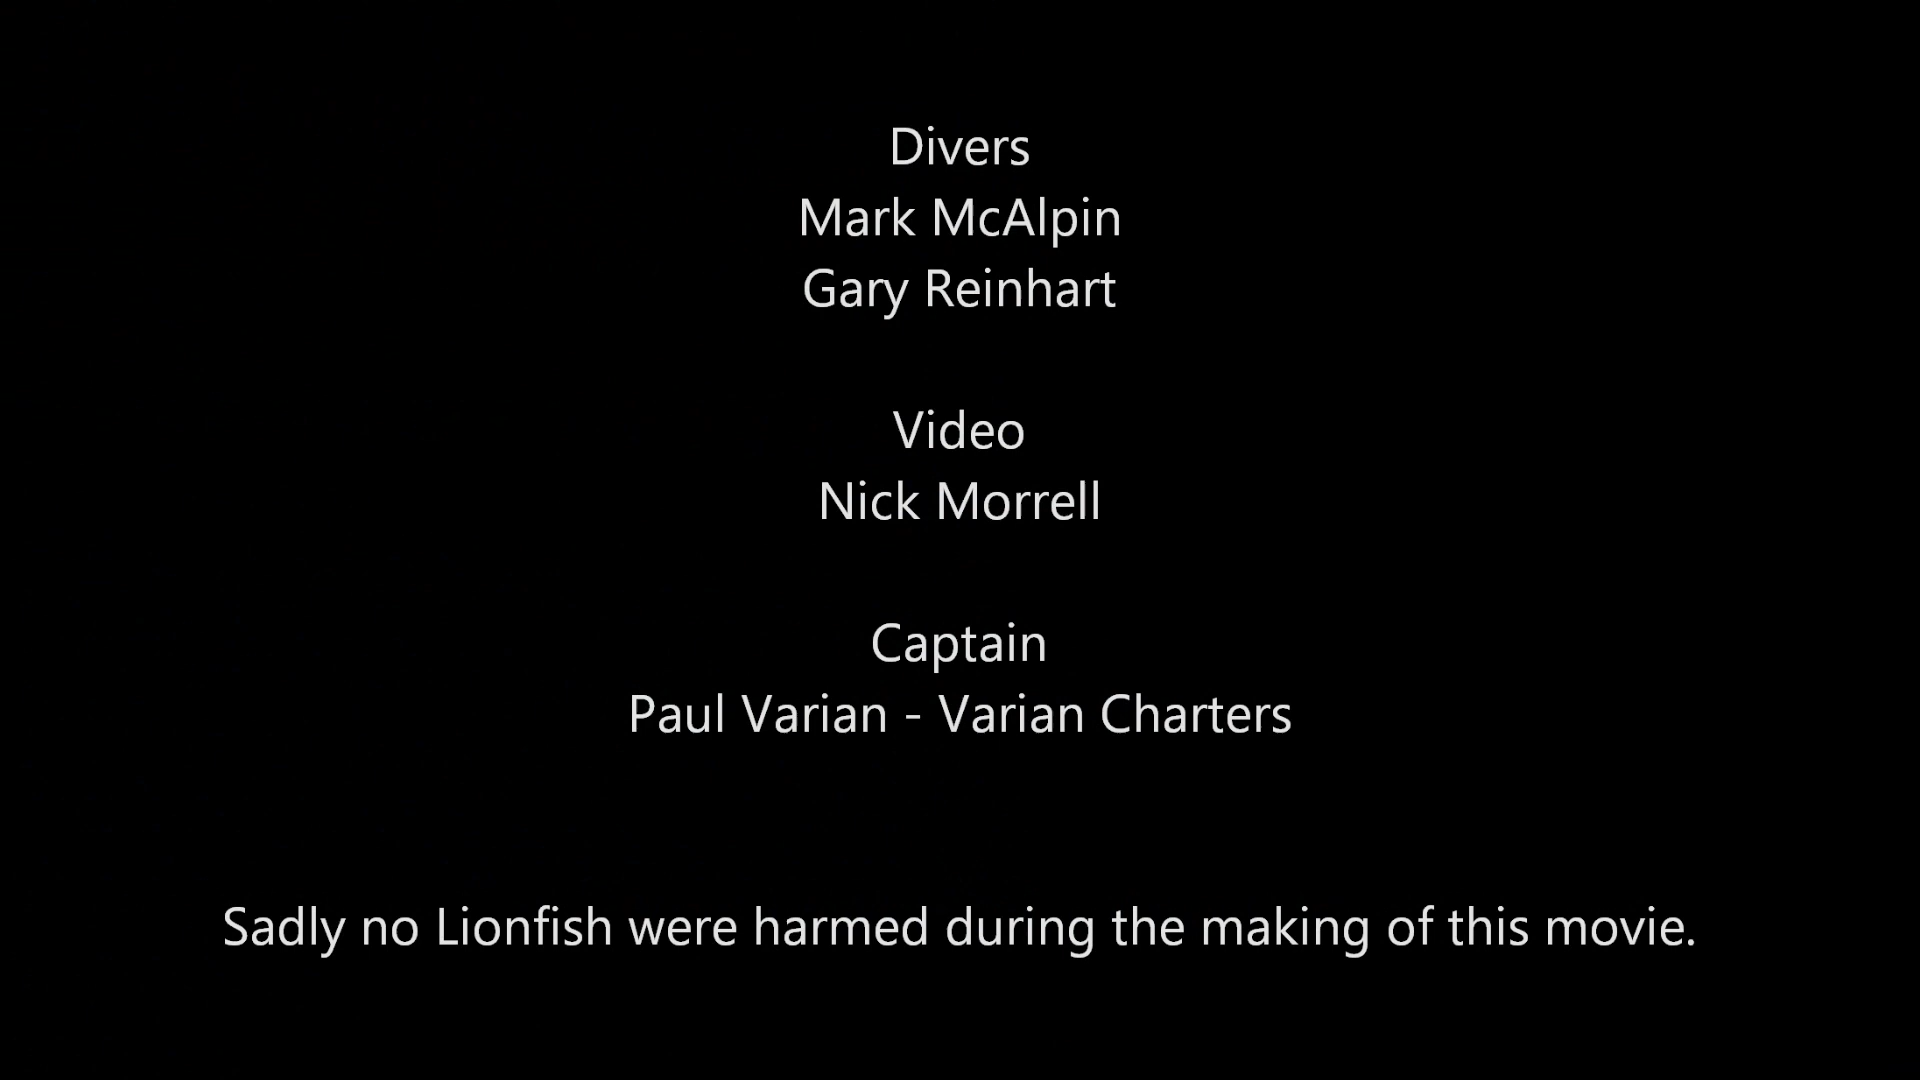 Divers
Mark McAlpin
Gary Reinhart
Video
Nick Morrell
Captain
Paul Varian - Varian Charters
Sadly no Lionfish were harmed during the making of this movie.